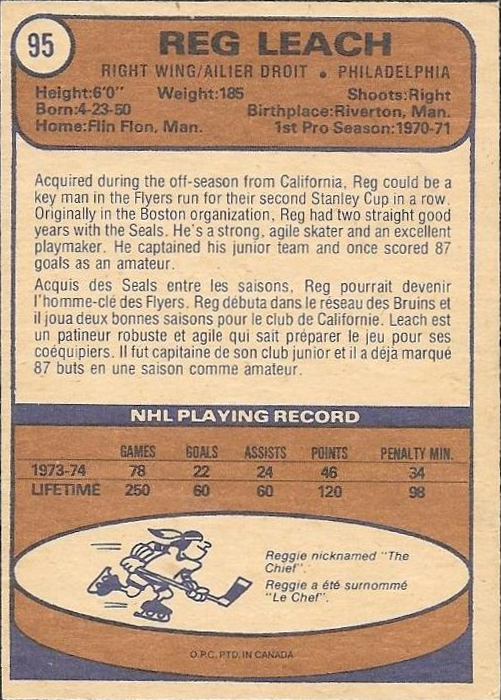 95
REG LEACH
RIGHT WING/AILIER DROIT • PHILADELPHIA
Height:6'0" Weight:185 Shoots:Right
Born:4-23-50 Birthplace:Riverton, Man.
Home:Flin Flon, Man. 1st Pro Season:1970-71
Acquired during the off-season from California, Reg could be a
key man in the Flyers run for their second Stanley Cup in a row.
Originally in the Boston organization, Reg had two straight good
years with the Seals. He's a strong, agile skater and an excellent
playmaker. He captained his junior team and once scored 87
goals as an amateur.
Acquis des Seals entre les saisons, Reg pourrait devenir
l'homme-clé des Flyers. Reg débuta dans le réseau des Bruins et
il joua deux bonnes saisons pour le club de Californie. Leach est
un patineur robuste et agile qui sait préparer le jeu pour ses
coéquipiers. Il fut capitaine de son club junior et il a déjà marqué
87 buts en une saison comme amateur.
NHL PLAYING RECORD
GAMES GOALS ASSISTS POINTS PENALTY MIN.
1973-74 78 22 24 46 34
LIFETIME 250 60 60 120 98
Reggie nicknamed "The
Chief".
Reggie a été surnommé
"Le Chef".
O.P.C. PTD. IN CANADA